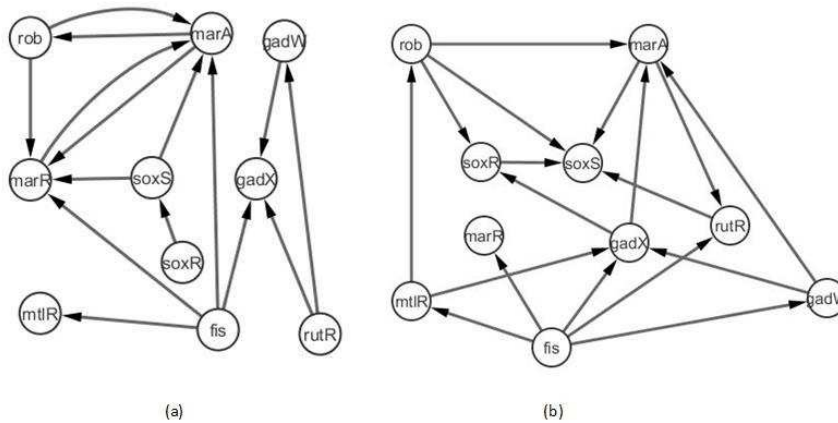 rob
marA
gadW
marR
soxS
gadX
soxR
mtlR
fis
rutR
(a)
rob
marA
soxR
soxS
marR
gadX
rutR
mtlR
gadW
fis
(b)